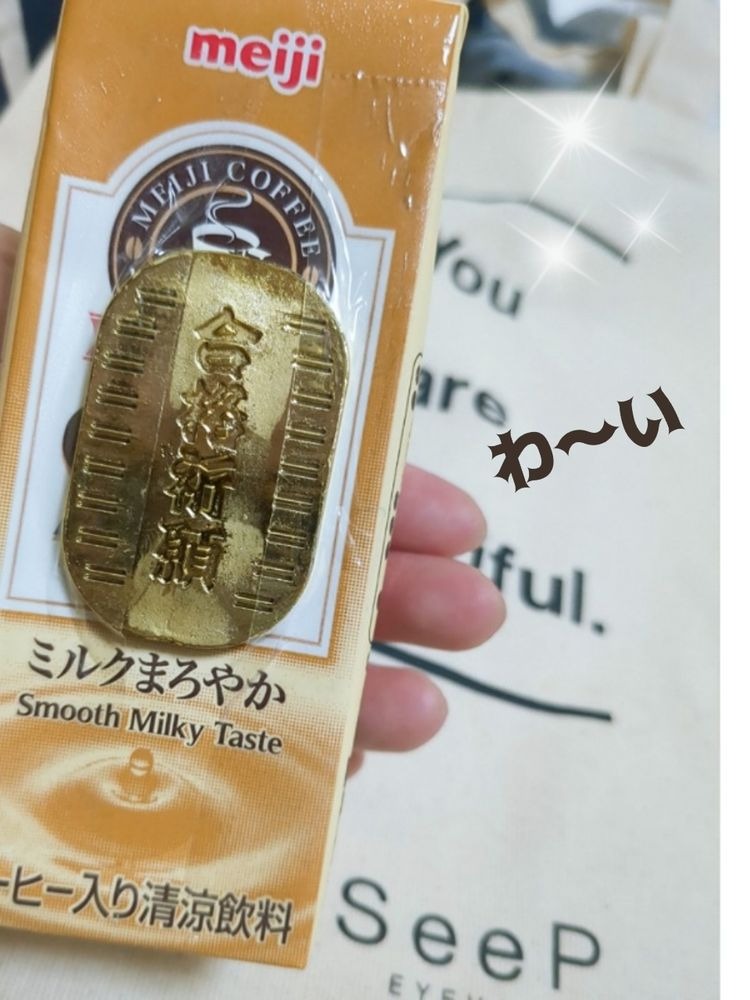 meiji
MEIJI COFFEE
合格祈願
ミルクまろやか
Smooth Milky Taste
ーヒー入り清涼飲料
You
are
iful.
わ〜い
SeeP